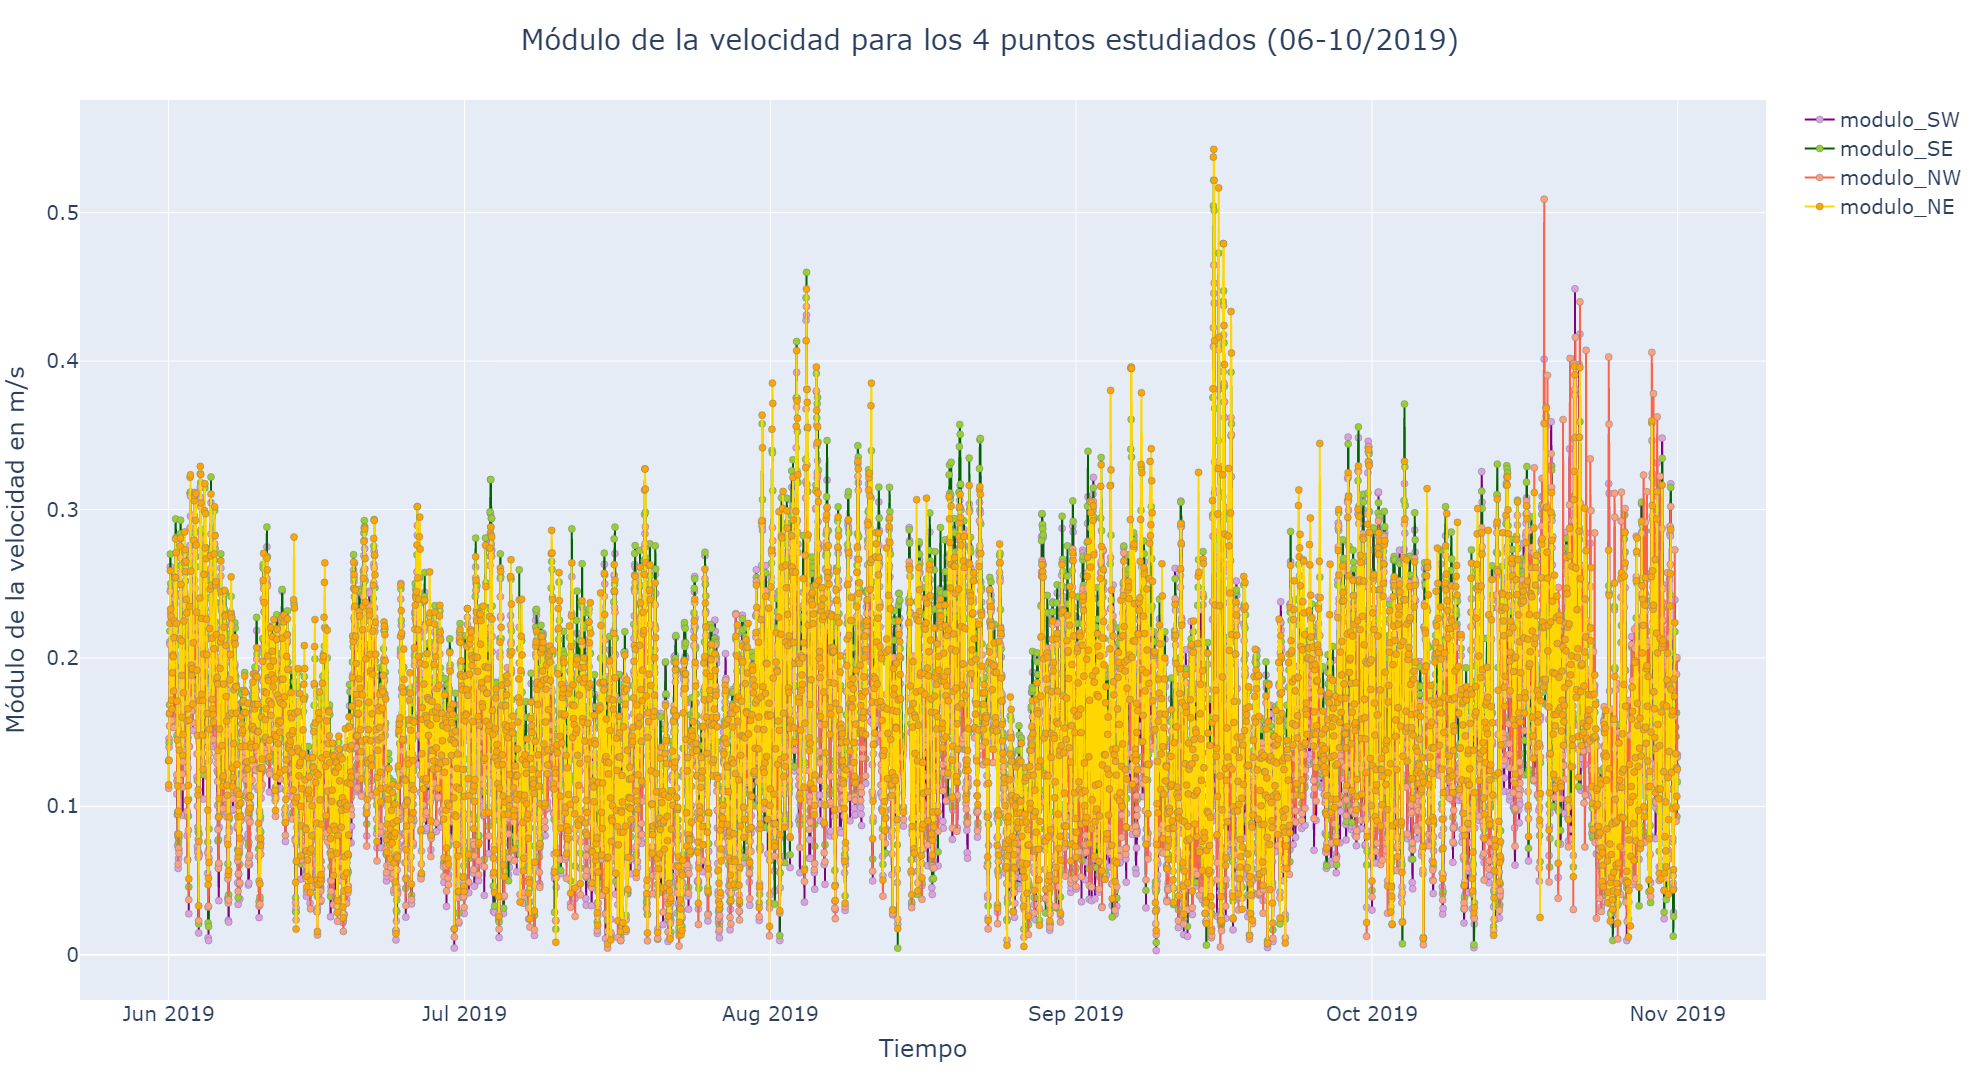 Módulo de la velocidad para los 4 puntos estudiados (06-10/2019)
modulo_SW
modulo_SE
modulo_NW
modulo_NE
Módulo de la velocidad en m/s
0.5
0.4
0.3
0.2
0.1
0
Jun 2019
Jul 2019
Aug 2019
Sep 2019
Oct 2019
Nov 2019
Tiempo